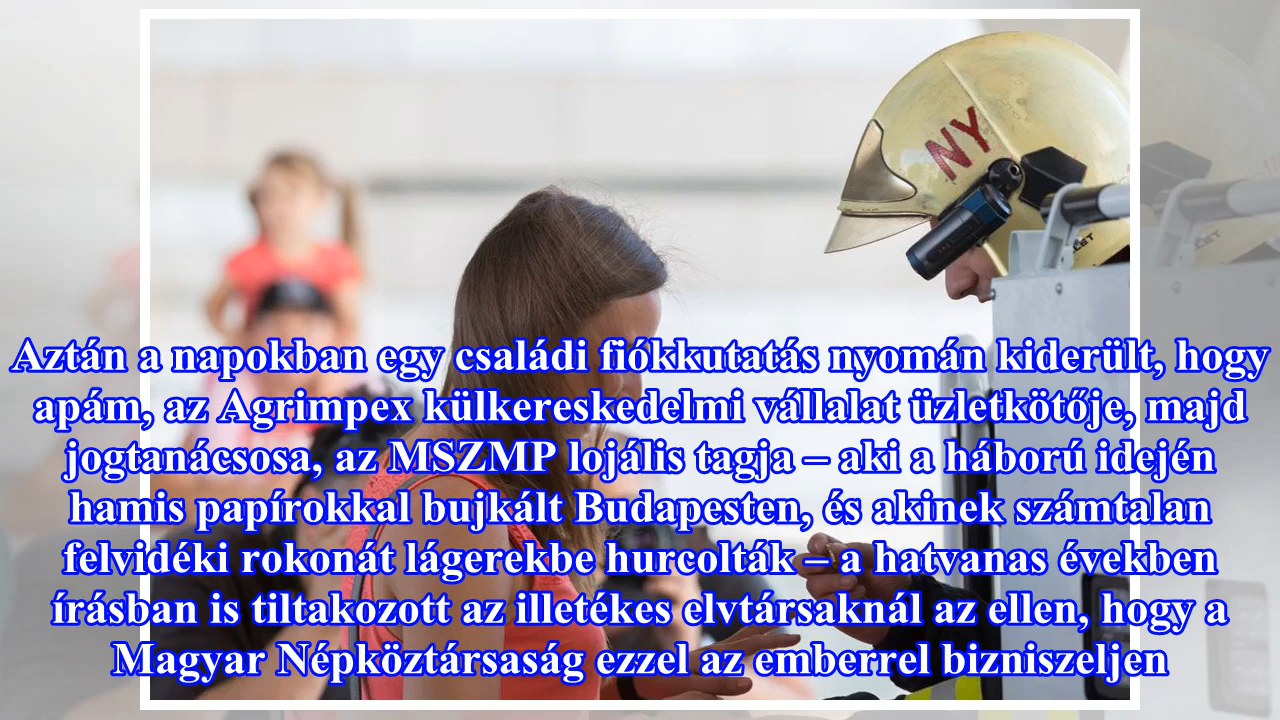 NY
Aztán a napokban egy családi fiókkutatás nyomán kiderült, hogy
apám, az Agrimpex külkereskedelmi vállalat üzletkötője, majd
jogtanácsosa, az MSZMP lojális tagja – aki a háború idején
hamis papírokkal bujkált Budapesten, és akinek számtalan
felvidéki rokonát lágerekbe hurcolták – a hatvanas években
írásban is tiltakozott az illetékes elvtársaknál az ellen, hogy a
Magyar Népköztársaság ezzel az emberrel bizniszeljen